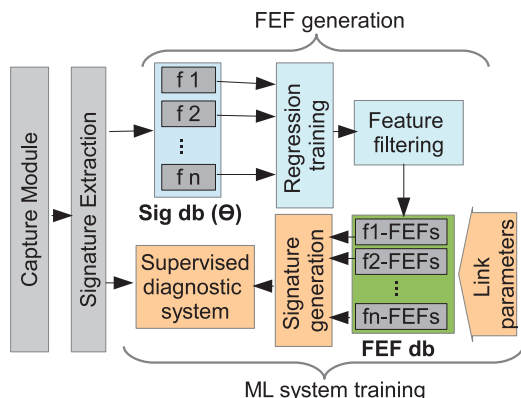 FEF generation
Capture Module
Signature Extraction
f 1
f 2
...
f n
Sig db (Θ)
Regression
training
Feature
filtering
Supervised
diagnostic
system
Signature
generation
f1-FEFs
f2-FEFs
...
fn-FEFs
FEF db
Link
parameters
ML system training